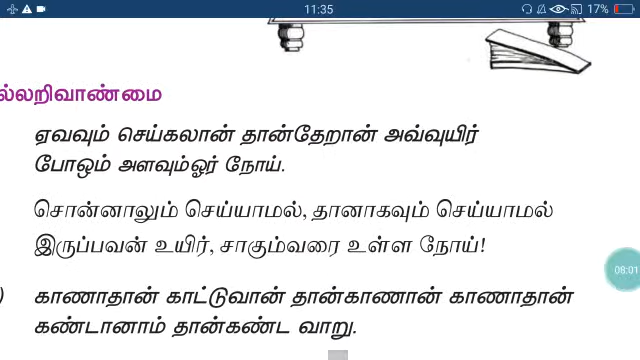 11:35
17%
ல்லறிவாண்மை
ஏவவும் செய்கலான் தான்தேறான் அவ்வுயிர்
போஒம் அளவும்ஓர் நோய்.
சொன்னாலும் செய்யாமல், தானாகவும் செய்யாமல்
இருப்பவன் உயிர், சாகும்வரை உள்ள நோய்!
08:01
) காணாதான் காட்டுவான் தான்காணான் காணாதான்
கண்டானாம் தான்கண்ட வாறு.